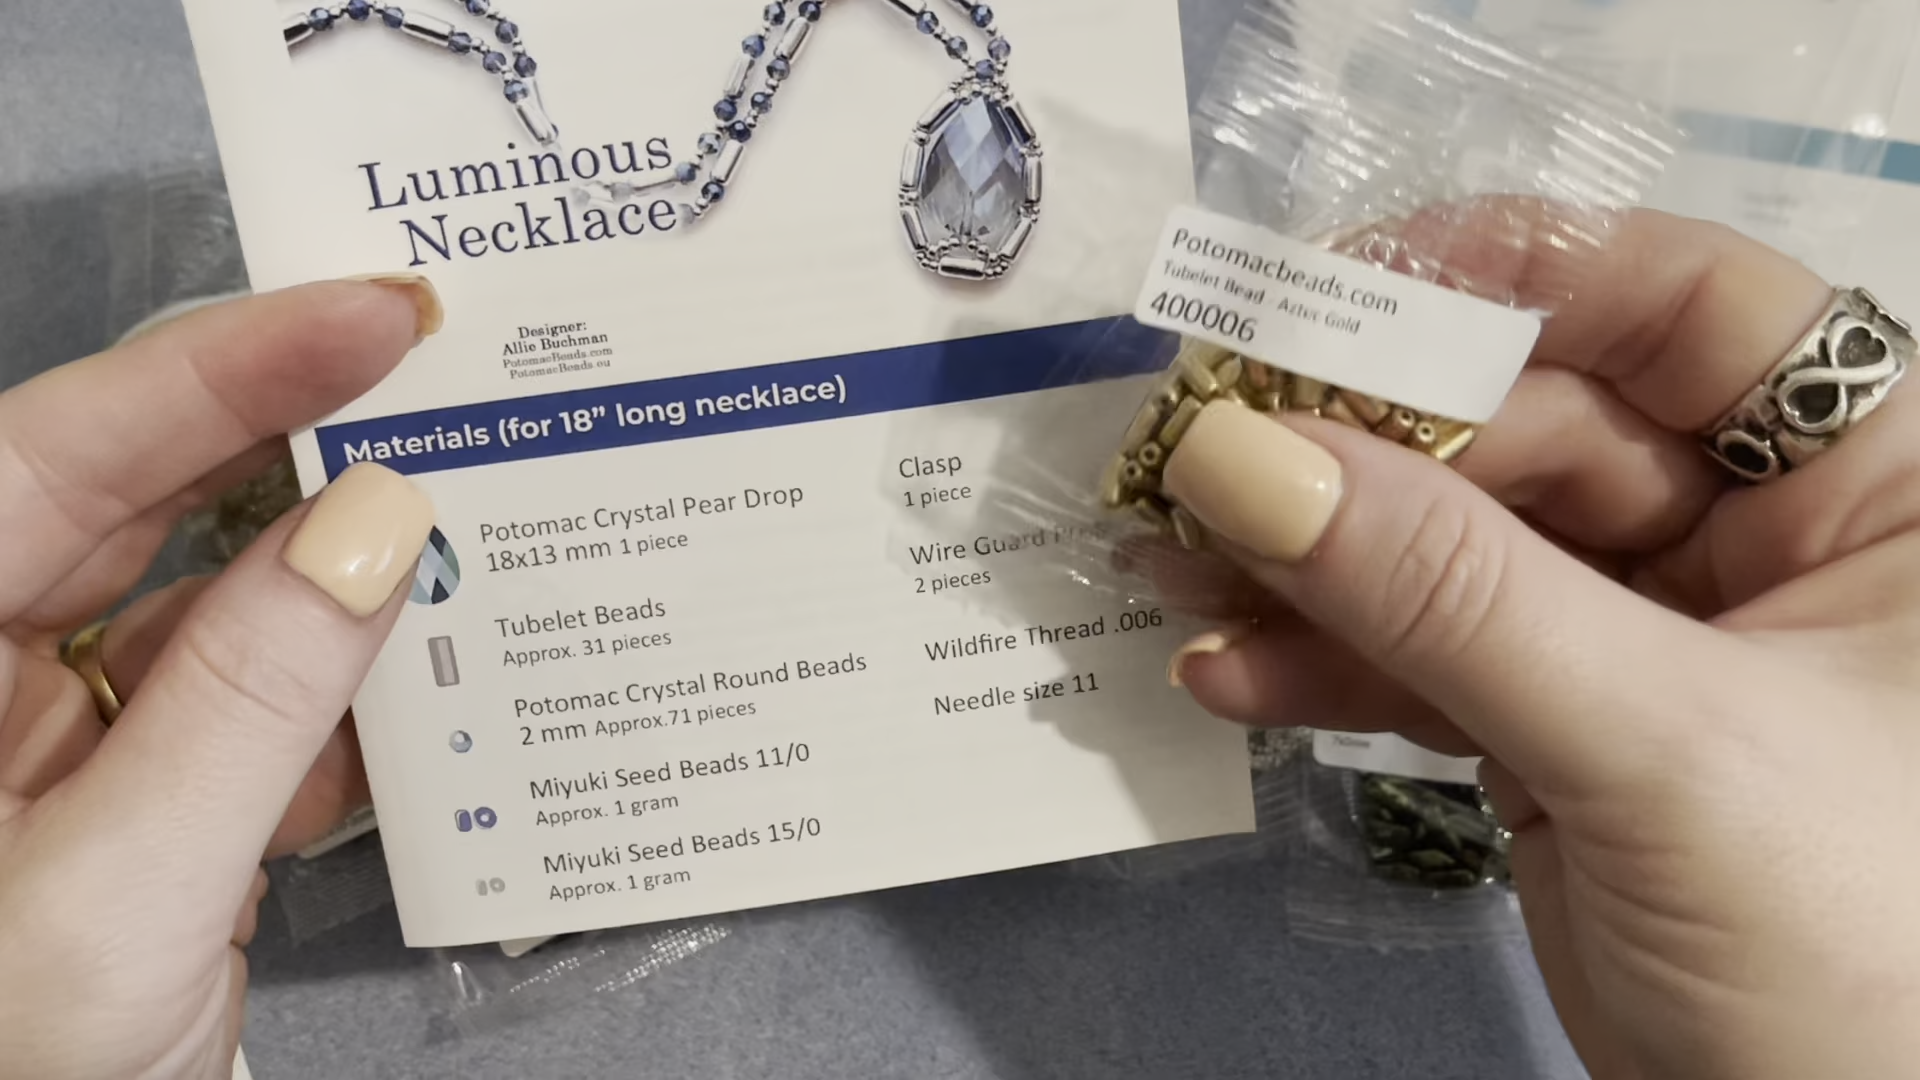 Luminous
Necklace
Designer:
Allie Buchman
PotomacBeads.com
PotomacBeads.eu
Materials (for 18” long necklace)
Potomac Crystal Pear Drop
18x13 mm 1 piece
Tubelet Beads
Approx. 31 pieces
Potomac Crystal Round Beads
2 mm Approx.71 pieces
Miyuki Seed Beads 11/0
Approx. 1 gram
Miyuki Seed Beads 15/0
Approx. 1 gram
Clasp
1 piece
Wire Guard
2 pieces
Wildfire Thread .006
Needle size 11
Potomacbeads.com
Tubelet Bead - Aztec Gold
400006